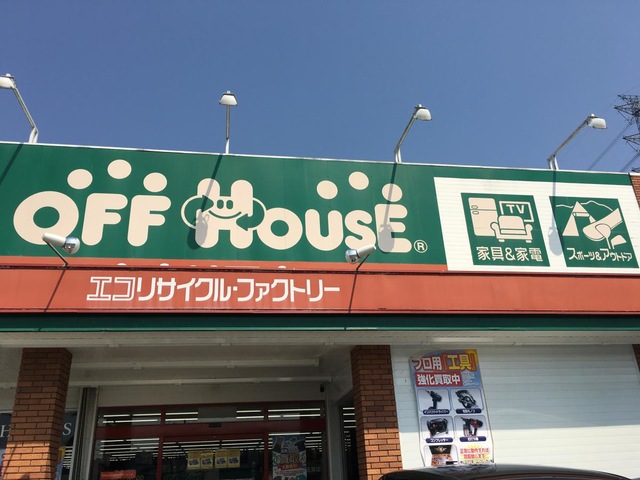 OFF HOUSE®
TV
家具&家電
スポーツ&アウトドア
エコリサイクル・ファクトリー
プロ用「工具」
強化買取中